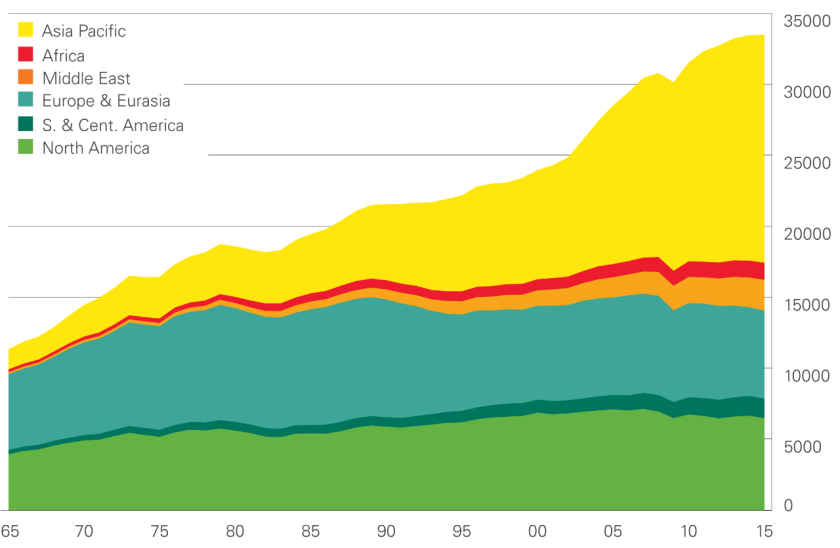 Asia Pacific
Africa
Middle East
Europe & Eurasia
S. & Cent. America
North America
35000
30000
25000
20000
15000
10000
5000
0
65 70 75 80 85 90 95 00 05 10 15